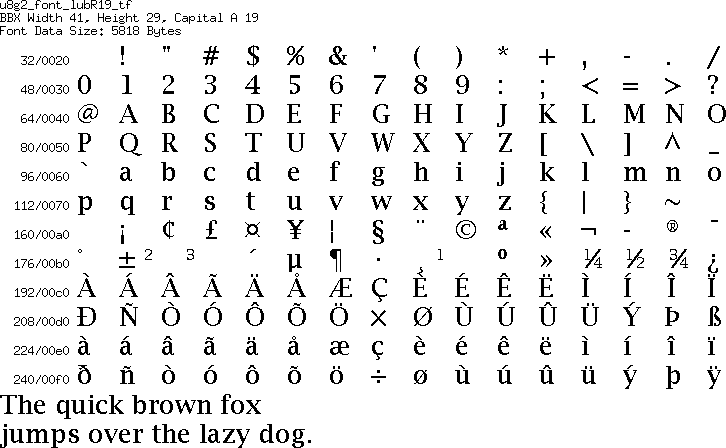 u8g2_font_lubR19_tf
BBX Width 41, Height 29, Capital A 19
Font Data Size: 5818 Bytes
32/0020 ! " # $ % & ' ( ) * + , - . /
48/0030 0 1 2 3 4 5 6 7 8 9 : ; < = > ?
64/0040 @ A B C D E F G H I J K L M N O
80/0050 P Q R S T U V W X Y Z [ \ ] ^ _
96/0060 ` a b c d e f g h i j k l m n o
112/0070 p q r s t u v w x y z { | } ~
160/00a0 ¡ ¢ £ ¤ ¥ ¦ § ¨ © ª « ¬ - ® ¯
176/00b0 ° ± ² ³ ´ µ ¶ · ¸ ¹ º » ¼ ½ ¾ ¿
192/00c0 À Á Â Ã Ä Å Æ Ç È É Ê Ë Ì Í Î Ï
208/00d0 Ð Ñ Ò Ó Ô Õ Ö × Ø Ù Ú Û Ü Ý Þ ß
224/00e0 à á â ã ä å æ ç è é ê ë ì í î ï
240/00f0 ð ñ ò ó ô õ ö ÷ ø ù ú û ü ý þ ÿ
The quick brown fox
jumps over the lazy dog.